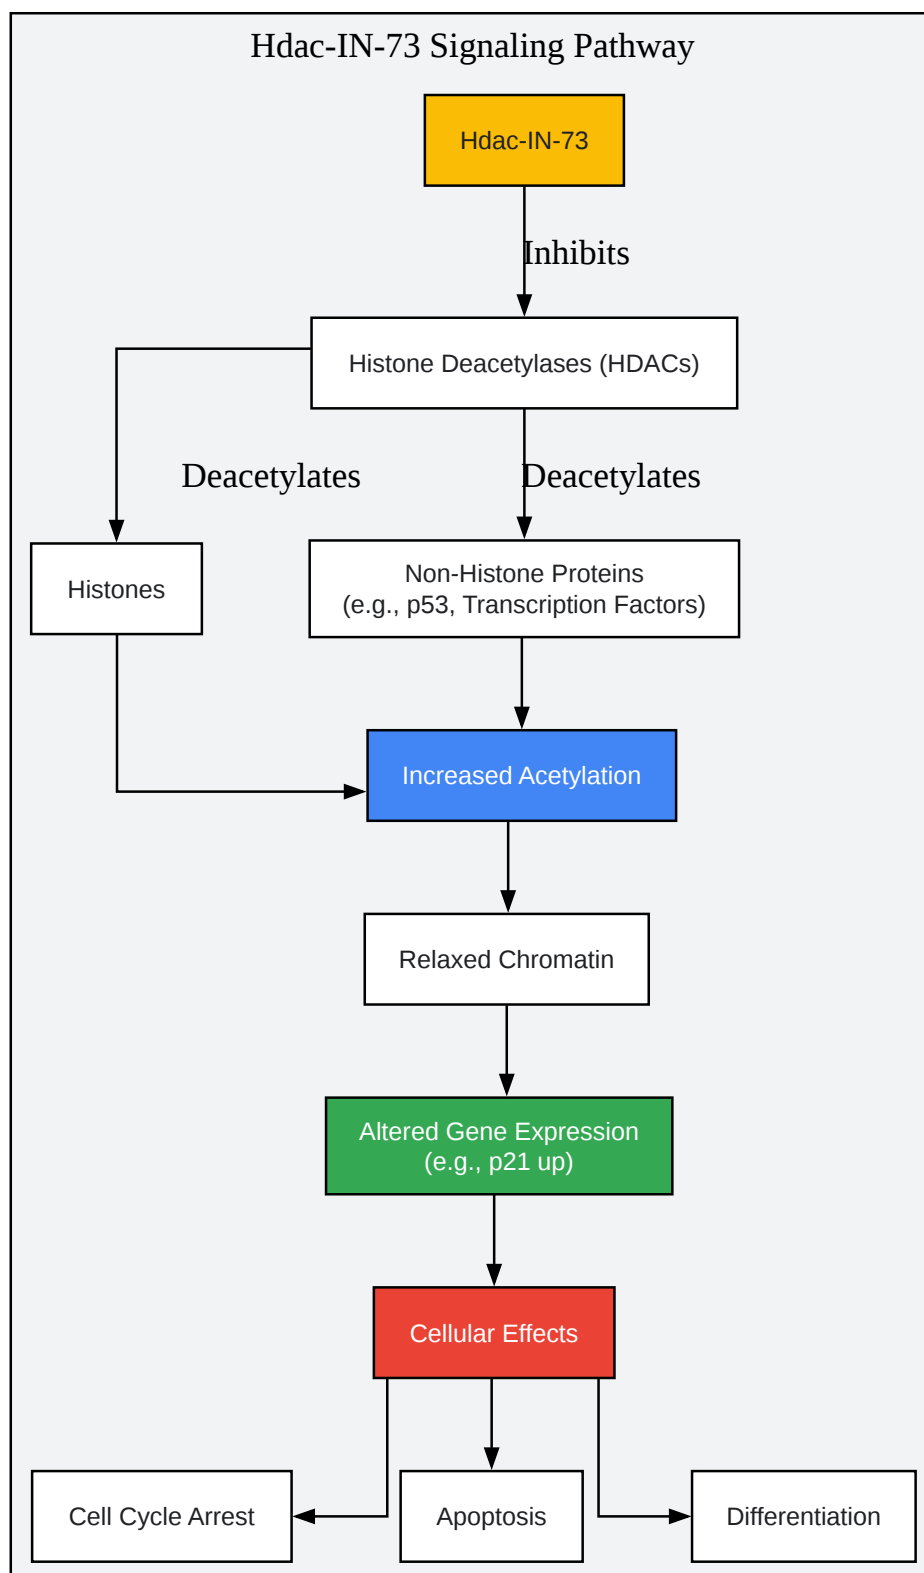 Hdac-IN-73 Signaling Pathway
Hdac-IN-73
Inhibits
Histone Deacetylases (HDACs)
Deacetylates
Deacetylates
Histones
Non-Histone Proteins
(e.g., p53, Transcription Factors)
Increased Acetylation
Relaxed Chromatin
Altered Gene Expression
(e.g., p21 up)
Cellular Effects
Cell Cycle Arrest
Apoptosis
Differentiation